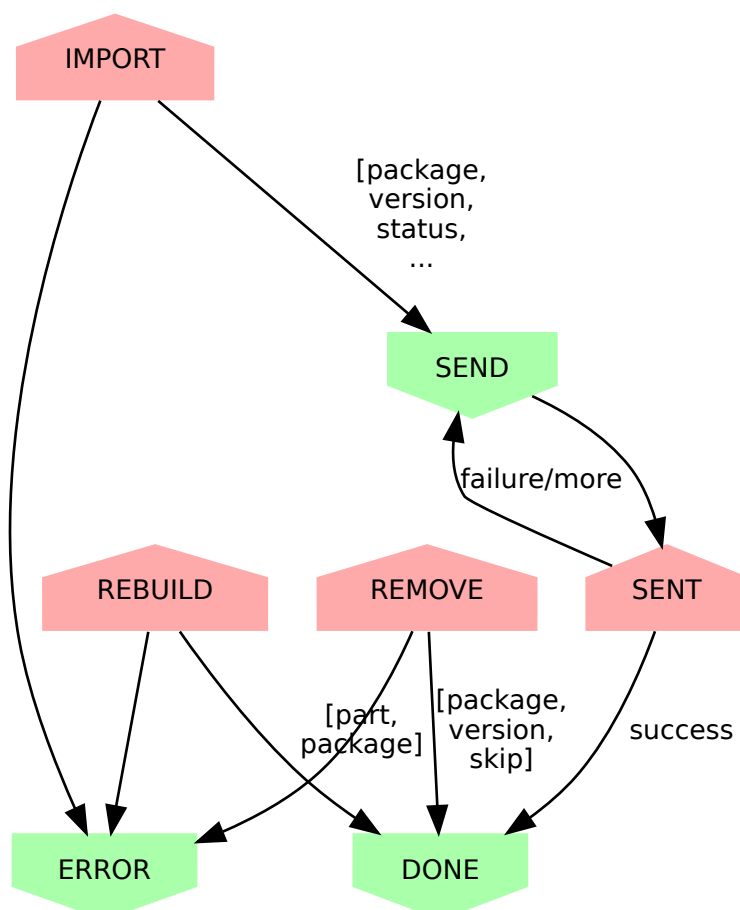 IMPORT
[package,
version,
status,
...
SEND
failure/more
REBUILD
REMOVE
SENT
[part,
package]
[package,
version,
skip]
success
ERROR
DONE